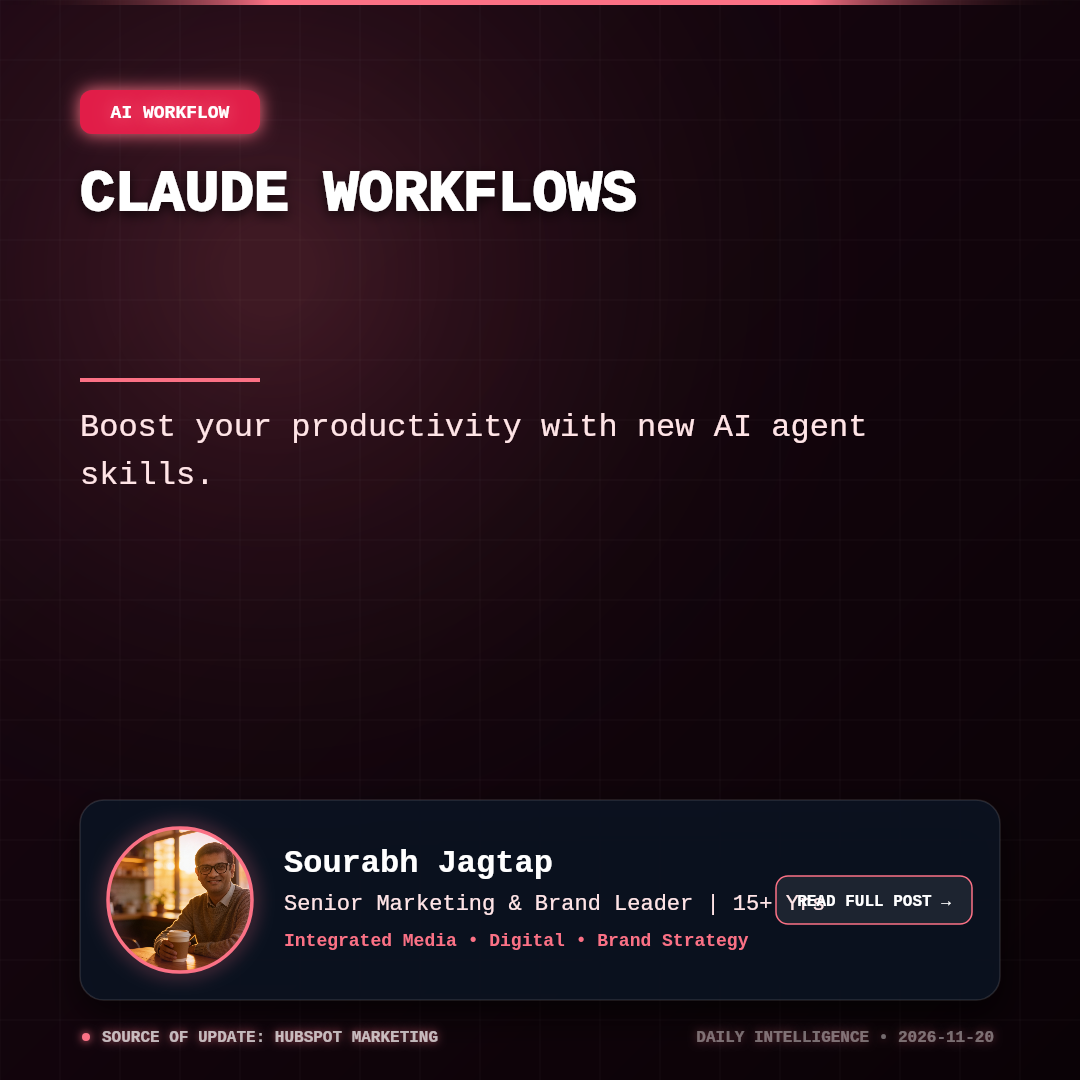 AI WORKFLOW
CLAUDE WORKFLOWS
Boost your productivity with new AI agent
skills.
Sourabh Jagtap
Senior Marketing & Brand Leader | 15+ Yrs
READ FULL POST →
Integrated Media • Digital • Brand Strategy
SOURCE OF UPDATE: HUBSPOT MARKETING
DAILY INTELLIGENCE • 2026-11-20